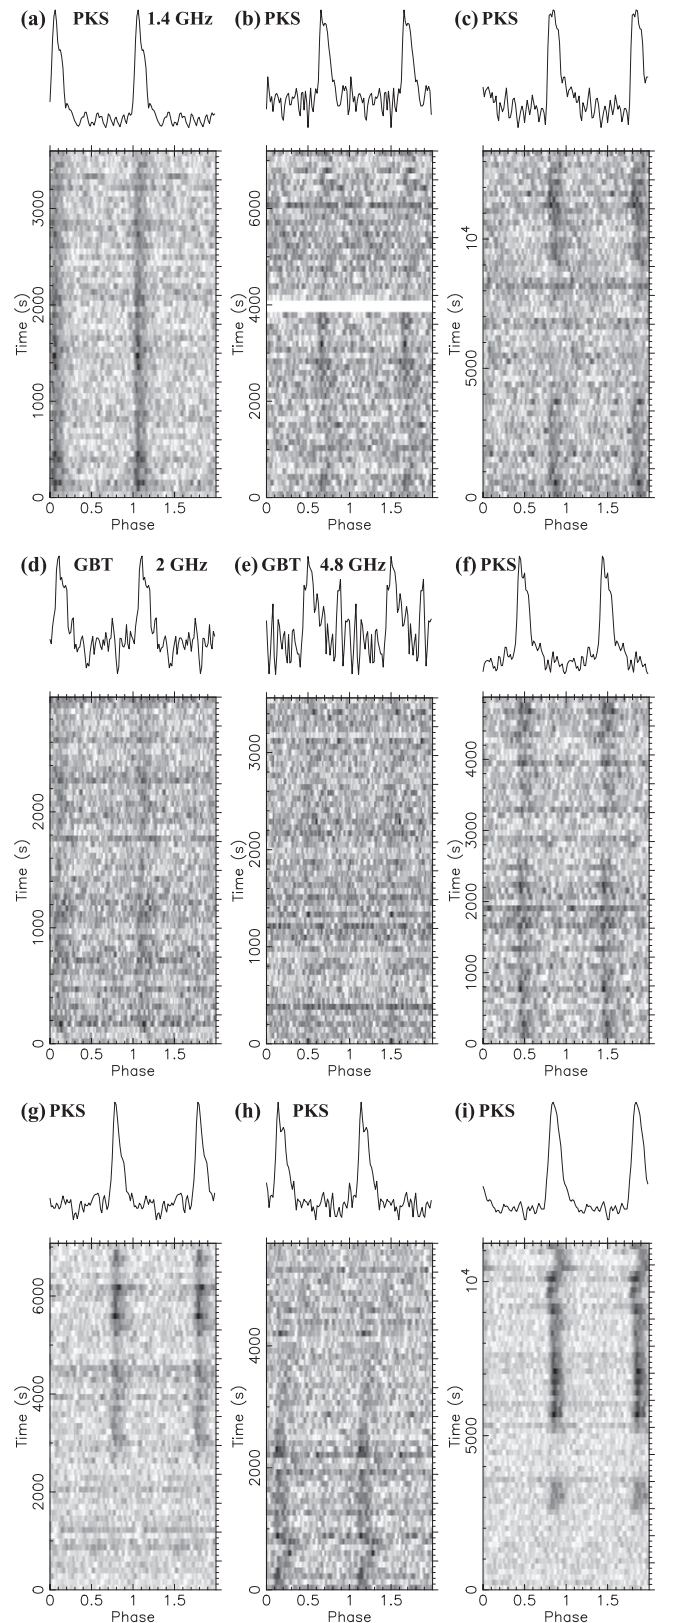 (a) PKS 1.4 GHz (b) PKS (c) PKS
Time (s) 0 1000 2000 3000
0 0.5 1 1.5
Phase
Time (s) 0 2000 4000 6000
0 0.5 1 1.5
Phase
Time (s) 0 5000 10⁴
0 0.5 1 1.5
Phase
(d) GBT 2 GHz (e) GBT 4.8 GHz (f) PKS
Time (s) 0 1000 2000
0 0.5 1 1.5
Phase
Time (s) 0 1000 2000 3000
0 0.5 1 1.5
Phase
Time (s) 0 1000 2000 3000 4000
0 0.5 1 1.5
Phase
(g) PKS (h) PKS (i) PKS
Time (s) 0 2000 4000 6000
0 0.5 1 1.5
Phase
Time (s) 0 2000 4000
0 0.5 1 1.5
Phase
Time (s) 0 5000 10⁴
0 0.5 1 1.5
Phase